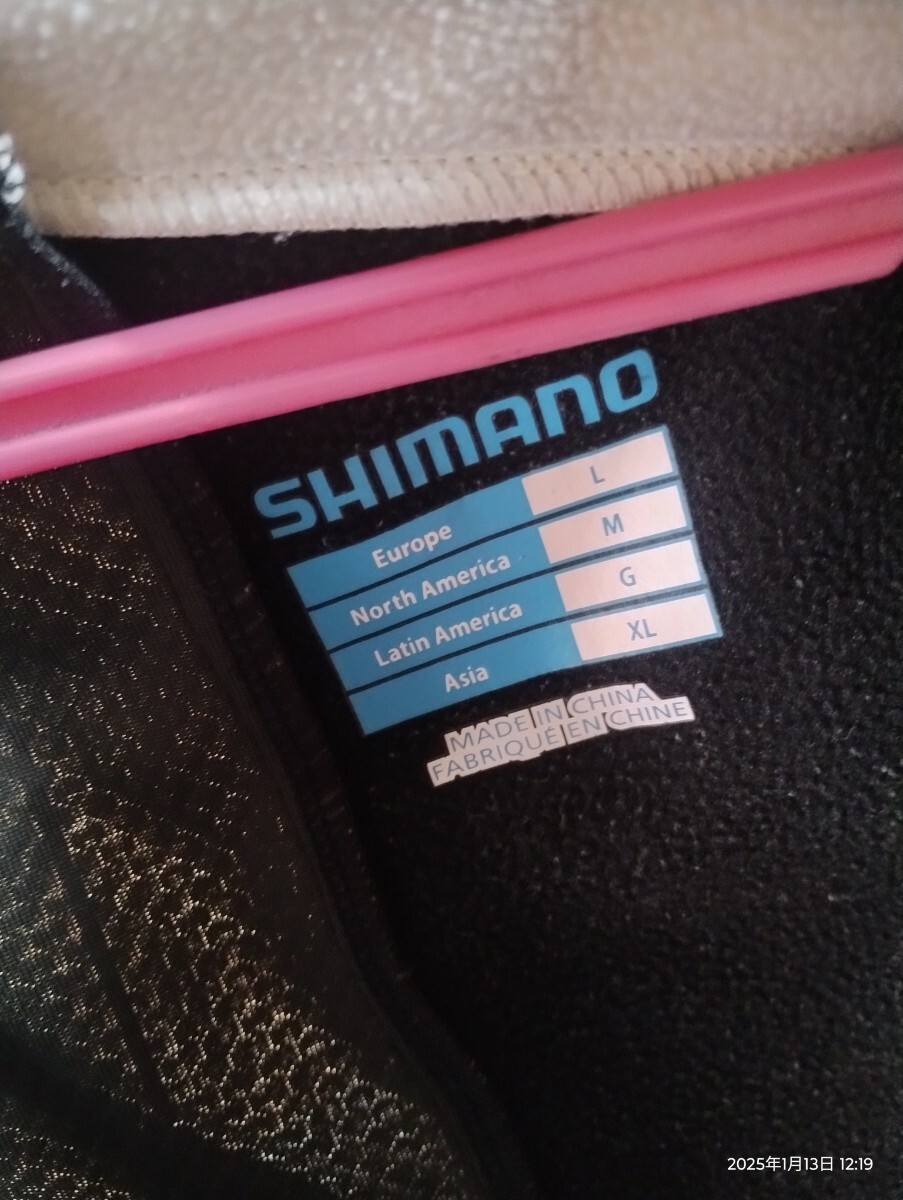 SHIMANO
Europe L
North America M
Latin America G
Asia XL
MADE IN CHINA
FABRIQUÉ EN CHINE
2025年1月13日 12:19